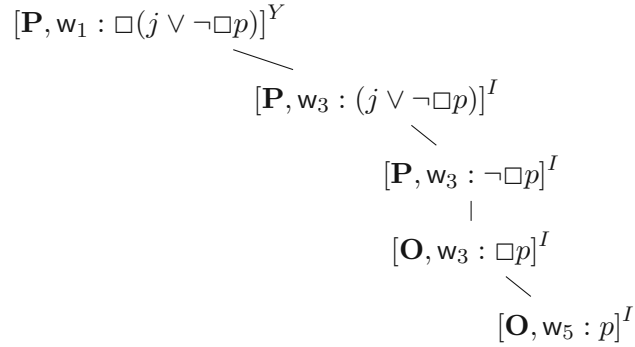 [P, w₁ : □(j ∨ ¬□p)]ʸ
[P, w₃ : (j ∨ ¬□p)]ᴵ
[P, w₃ : ¬□p]ᴵ
[O, w₃ : □p]ᴵ
[O, w₅ : p]ᴵ